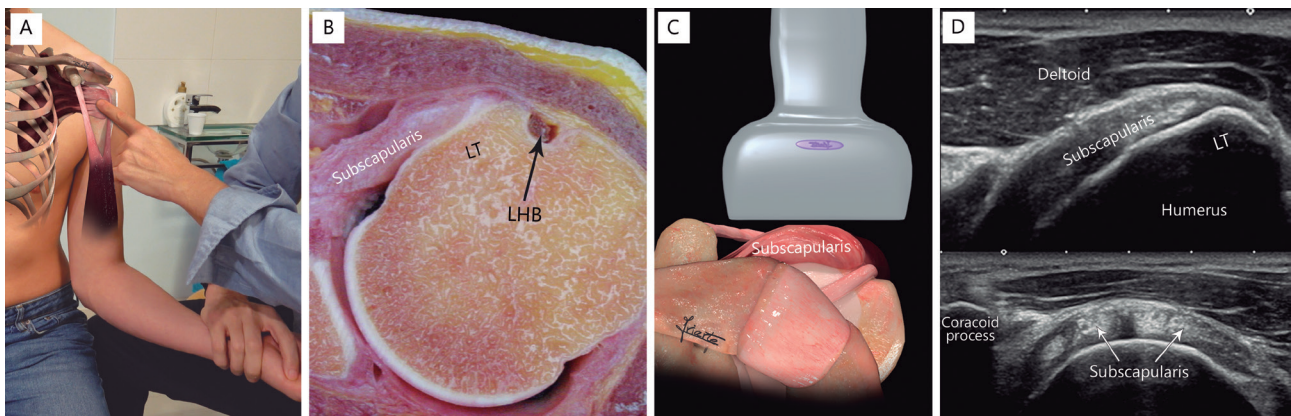 A
B
Subscapularis
LT
LHB
C
Subscapularis
D
Deltoid
Subscapularis
LT
Humerus
Coracoid
process
Subscapularis